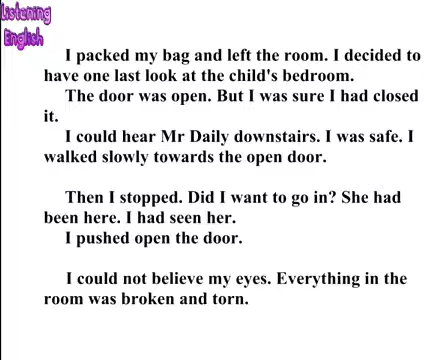 Listening
English
I packed my bag and left the room. I decided to
have one last look at the child's bedroom.
The door was open. But I was sure I had closed
it.
I could hear Mr Daily downstairs. I was safe. I
walked slowly towards the open door.
Then I stopped. Did I want to go in? She had
been here. I had seen her.
I pushed open the door.
I could not believe my eyes. Everything in the
room was broken and torn.